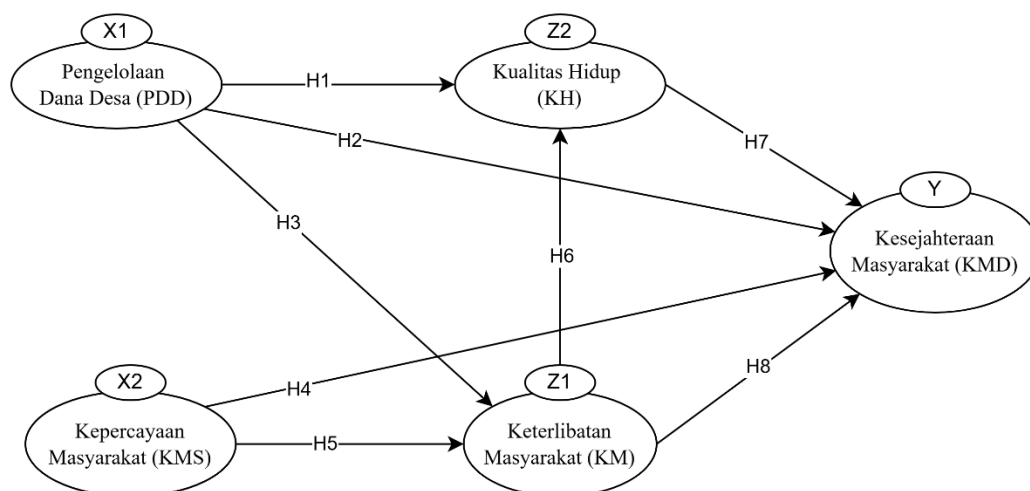 X1
Pengelolaan
Dana Desa (PDD)
Z2
Kualitas Hidup
(KH)
H1
H2
H7
Y
Kesejahteraan
Masyarakat (KMD)
H3
H6
X2
Kepercayaan
Masyarakat (KMS)
H4
H5
Z1
Keterlibatan
Masyarakat (KM)
H8